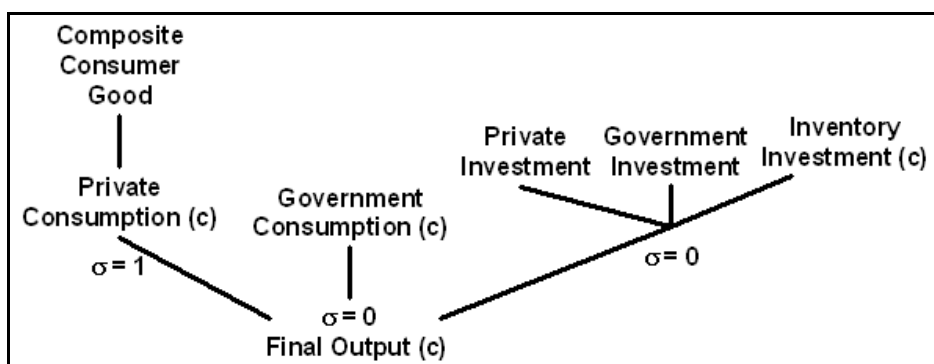 Composite
Consumer
Good
Private
Consumption (c)
σ = 1
Government
Consumption (c)
σ = 0
Private
Investment
Government
Investment
Inventory
Investment (c)
σ = 0
Final Output (c)